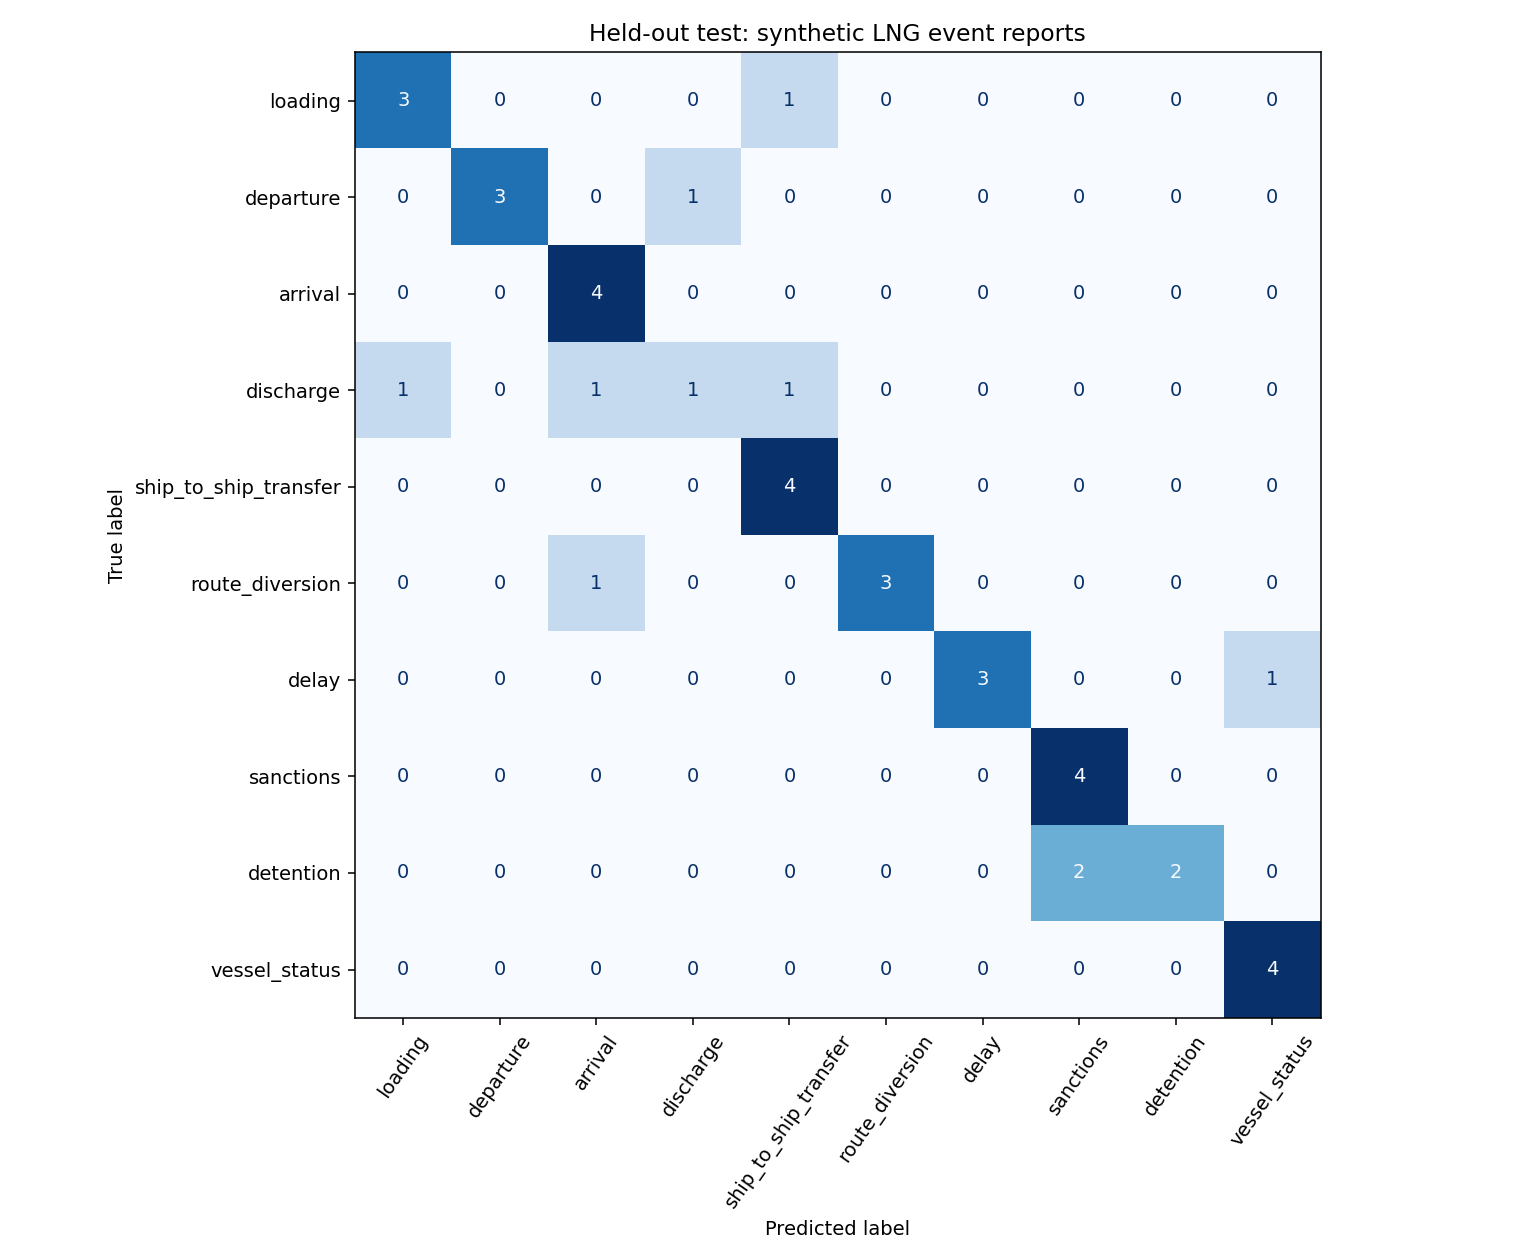 Held-out test: synthetic LNG event reports
loading 3 0 0 0 1 0 0 0 0 0
departure 0 3 0 1 0 0 0 0 0 0
arrival 0 0 4 0 0 0 0 0 0 0
discharge 1 0 1 1 1 0 0 0 0 0
ship_to_ship_transfer 0 0 0 0 4 0 0 0 0 0
route_diversion 0 0 1 0 0 3 0 0 0 0
delay 0 0 0 0 0 0 3 0 0 1
sanctions 0 0 0 0 0 0 0 4 0 0
detention 0 0 0 0 0 0 0 2 2 0
vessel_status 0 0 0 0 0 0 0 0 0 4
True label
loading departure arrival discharge ship_to_ship_transfer route_diversion delay sanctions detention vessel_status
Predicted label